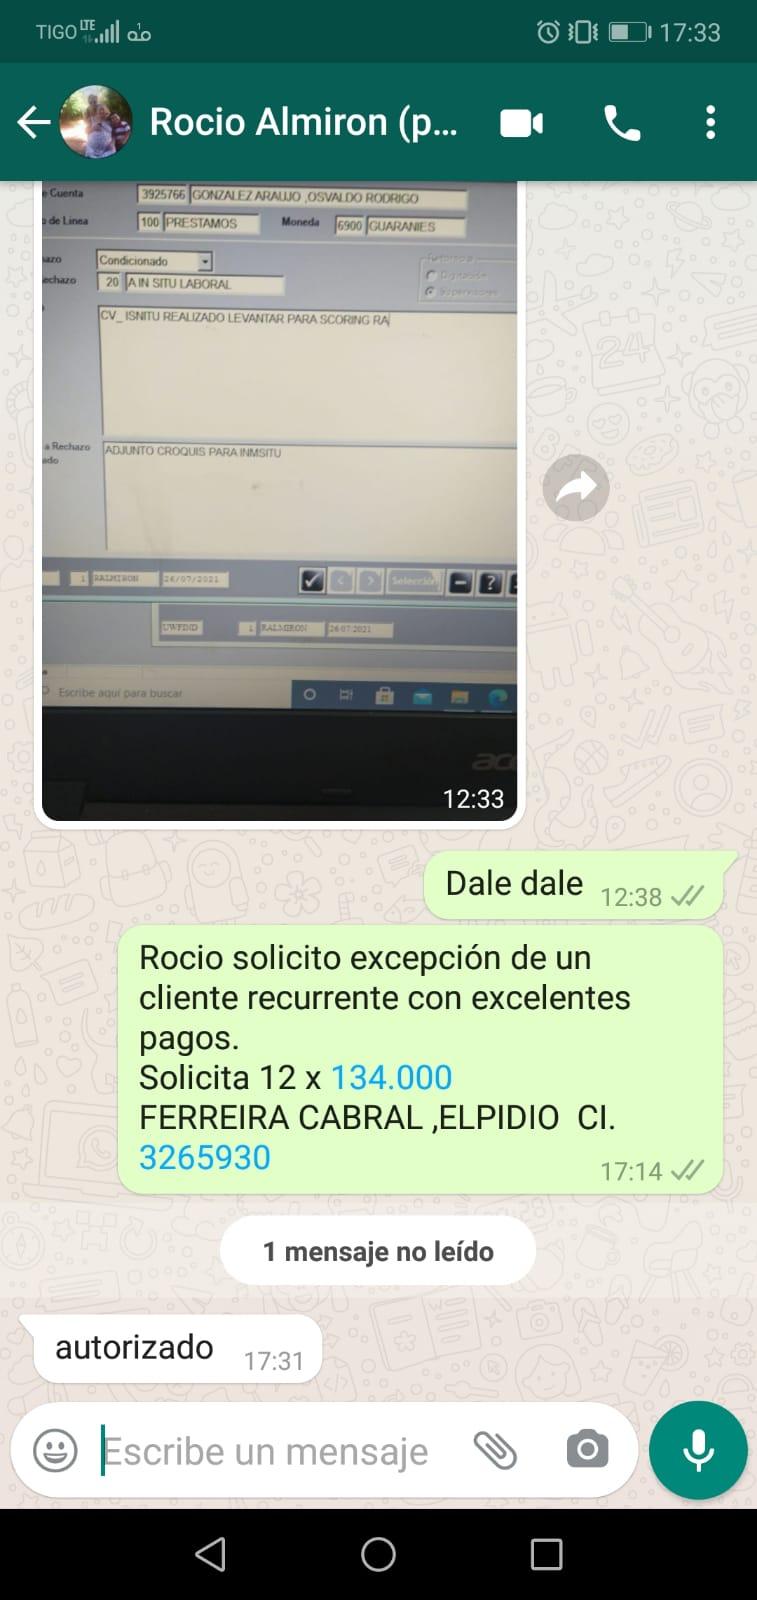 TIGO LTE 17:33
Rocio Almiron (p...
e Cuenta 3925766 GONZALEZ ARAUJO ,OSVALDO RODRIGO
de Linea 100 PRESTAMOS Moneda 6900 GUARANIES
azo Condicionado
echazo 20 A IN SITU LABORAL
Supervisores
CV_ ISNITU REALIZADO LEVANTAR PARA SCORING RA
a Rechazo ADJUNTO CROQUIS PARA INMSITU
ado
1 RALMIRON 26/07/2021 Selección ?
UWFDID 1 RALMIRON 26/07/2021
Escribe aquí para buscar
acer
12:33
Dale dale 12:38
Rocio solicito excepción de un
cliente recurrente con excelentes
pagos.
Solicita 12 x 134.000
FERREIRA CABRAL ,ELPIDIO CI.
3265930 17:14
1 mensaje no leído
autorizado 17:31
Escribe un mensaje